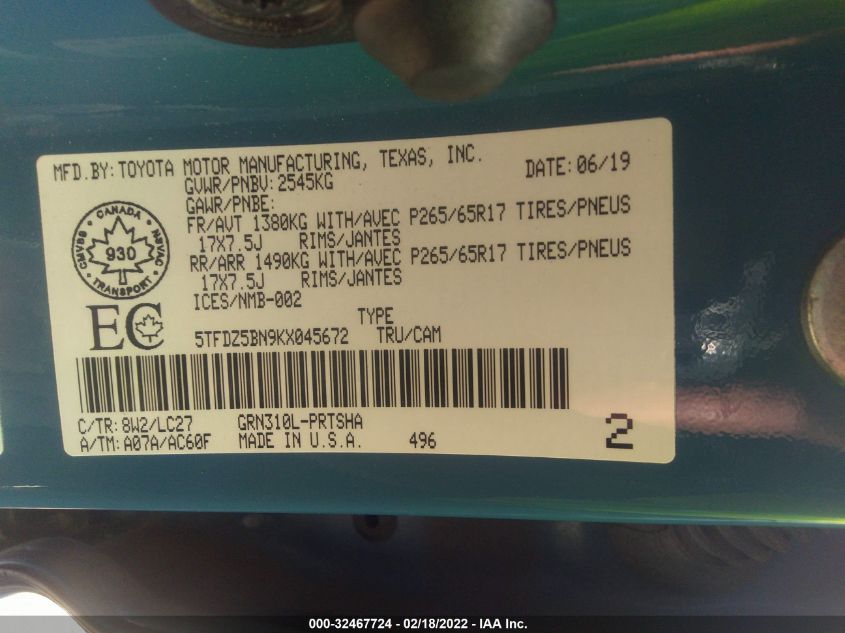 MFD.BY: TOYOTA MOTOR MANUFACTURING, TEXAS, INC. DATE: 06/19
GVWR/PNBV: 2545KG
GAWR/PNBE:
FR/AVT 1380KG WITH/AVEC P265/65R17 TIRES/PNEUS
17X7.5J RIMS/JANTES
RR/ARR 1490KG WITH/AVEC P265/65R17 TIRES/PNEUS
17X7.5J RIMS/JANTES
ICES/NMB-002
CANADA
CMVSS 930 NSVAC
TRANSPORT
EC
TYPE
5TFDZ5BN9KX045672 TRU/CAM
C/TR: 8W2/LC27 GRN310L-PRTSHA
A/TM: A07A/AC60F MADE IN U.S.A. 496 2
000-32467724 - 02/18/2022 - IAA Inc.